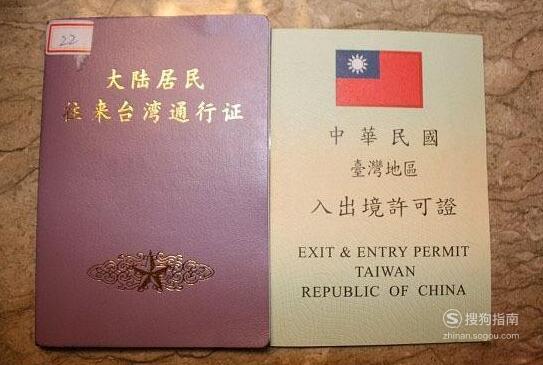 22
大陆居民
往来台湾通行证
中華民國
臺灣地區
入出境許可證
EXIT & ENTRY PERMIT
TAIWAN
REPUBLIC OF CHINA
搜狗指南
zhinan.sogou.com